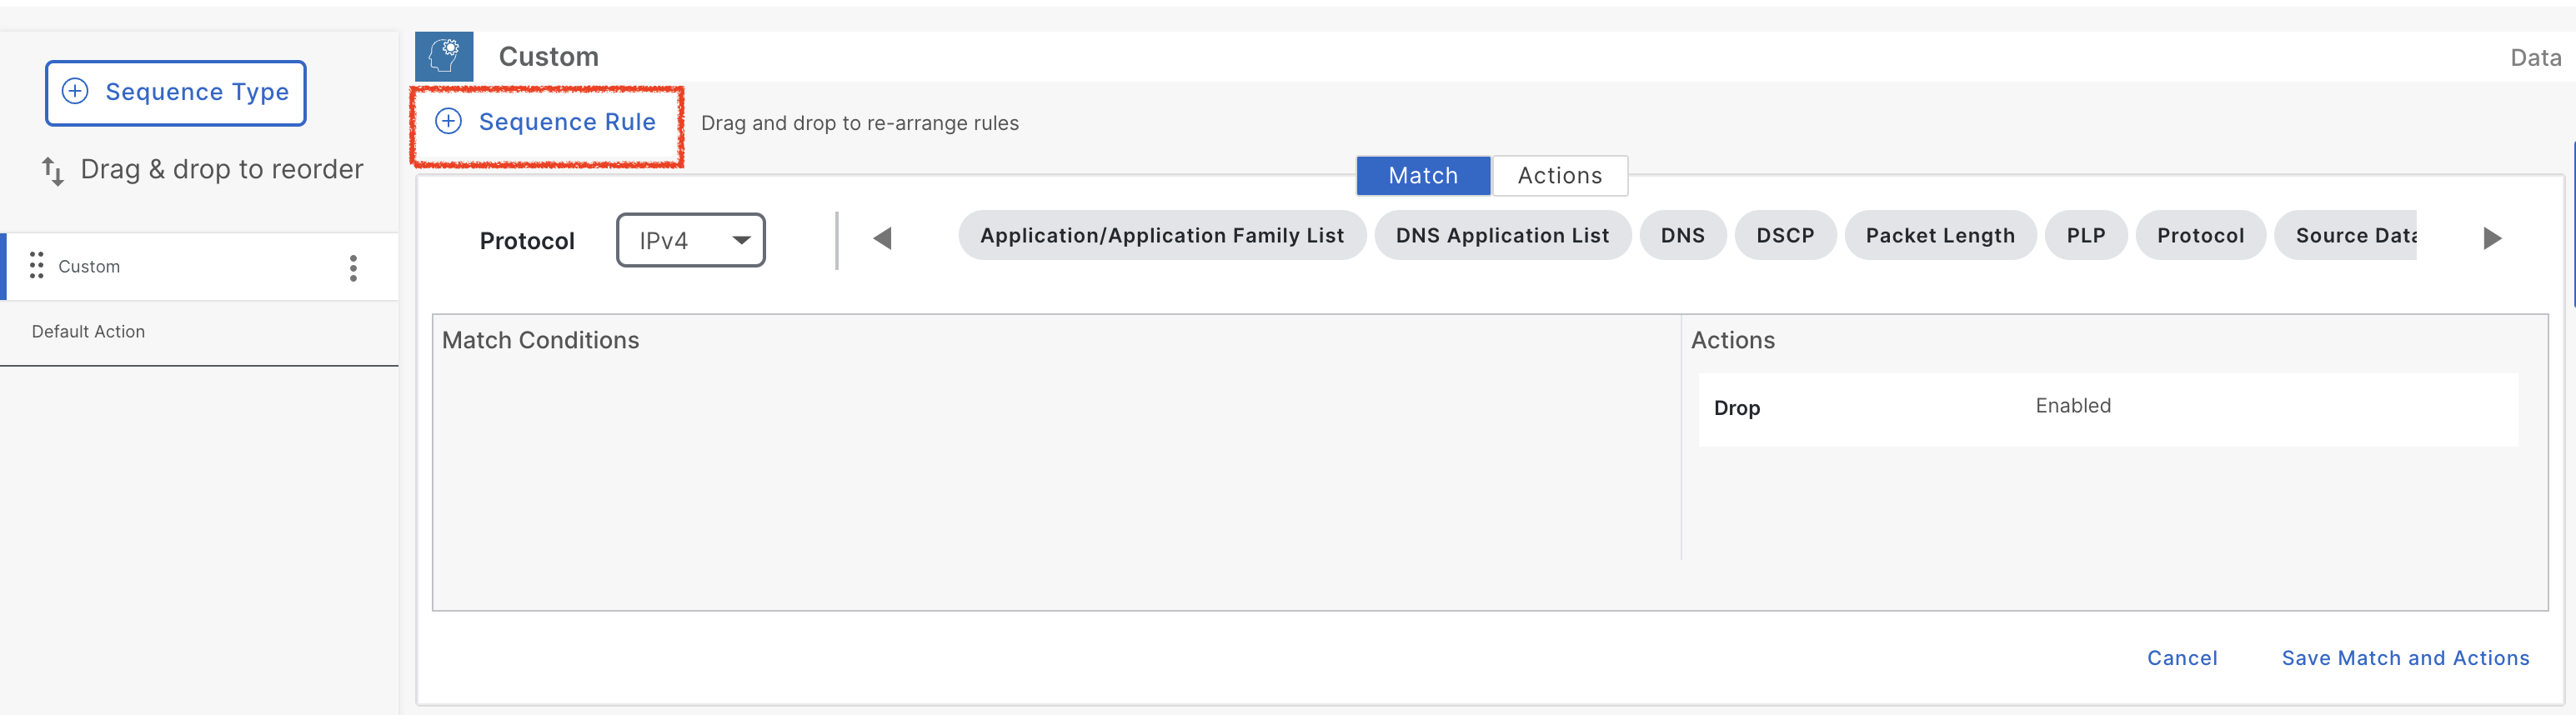 Sequence Type
Drag & drop to reorder
Custom
Default Action
Custom
Data
Sequence Rule
Drag and drop to re-arrange rules
Match
Actions
Protocol
IPv4
Application/Application Family List
DNS Application List
DNS
DSCP
Packet Length
PLP
Protocol
Source Data
Match Conditions
Actions
Drop
Enabled
Cancel
Save Match and Actions